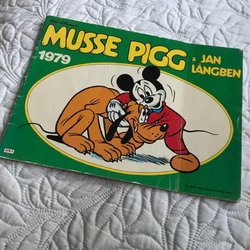 MUSSE PIGG
& JAN
LÅNGBEN
1979